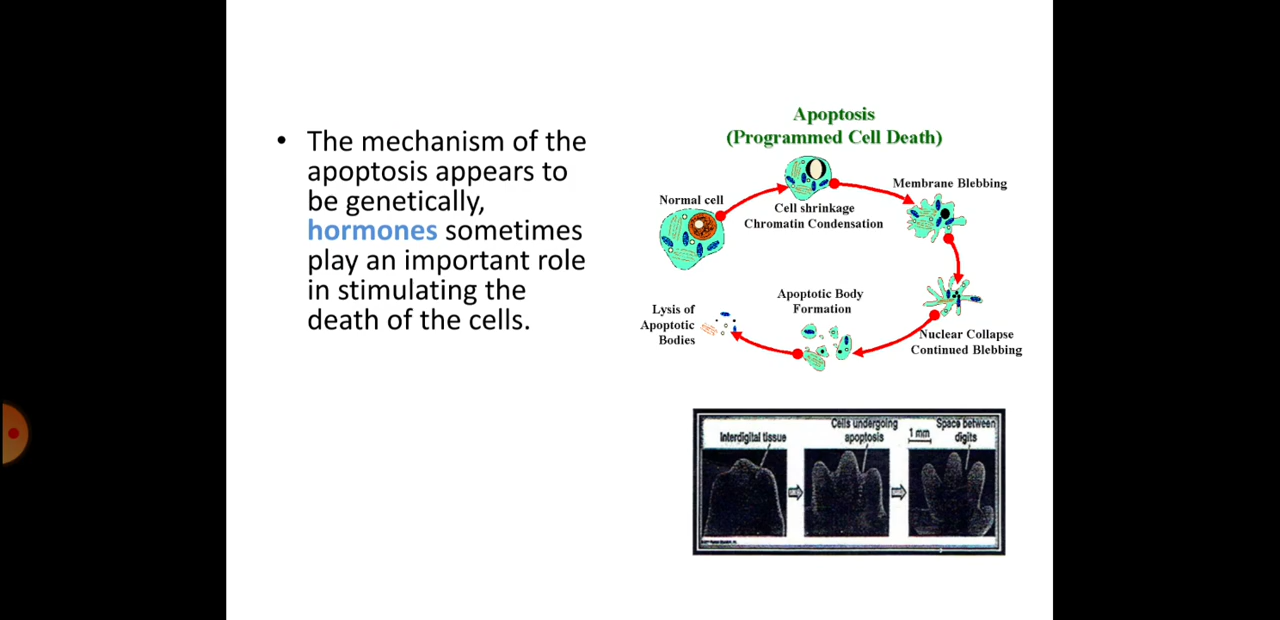 • The mechanism of the
apoptosis appears to
be genetically,
hormones sometimes
play an important role
in stimulating the
death of the cells.
Apoptosis
(Programmed Cell Death)
Normal cell
Cell shrinkage
Chromatin Condensation
Membrane Blebbing
Nuclear Collapse
Continued Blebbing
Apoptotic Body
Formation
Lysis of
Apoptotic
Bodies
Interdigital tissue
Cells undergoing
apoptosis
1 mm
Space between
digits